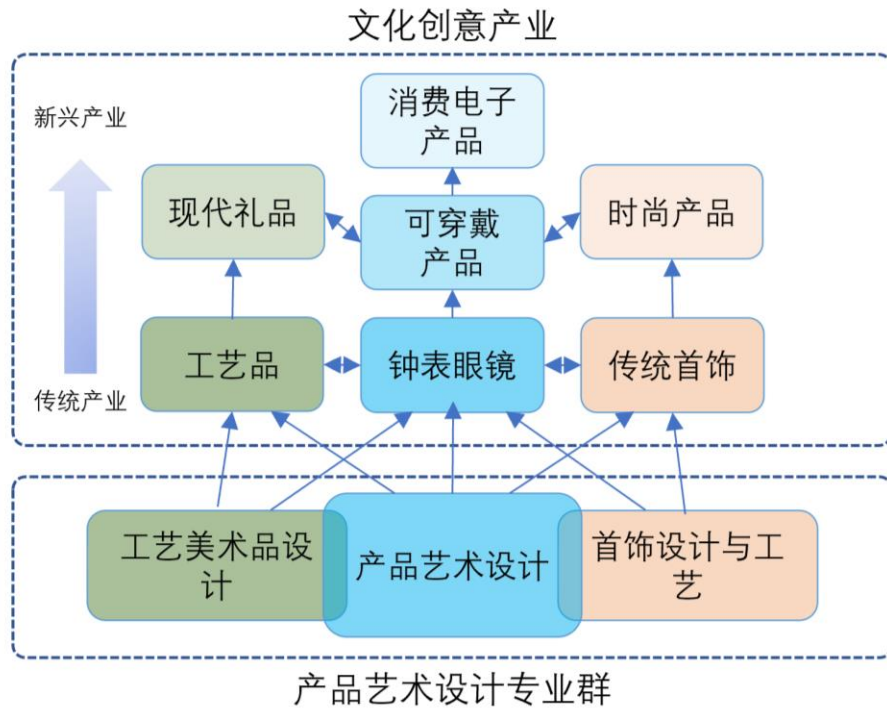 文化创意产业
新兴产业
消费电子
产品
现代礼品
可穿戴
产品
时尚产品
工艺品
钟表眼镜
传统首饰
传统产业
工艺美术品设
计
产品艺术设计
首饰设计与工
艺
产品艺术设计专业群